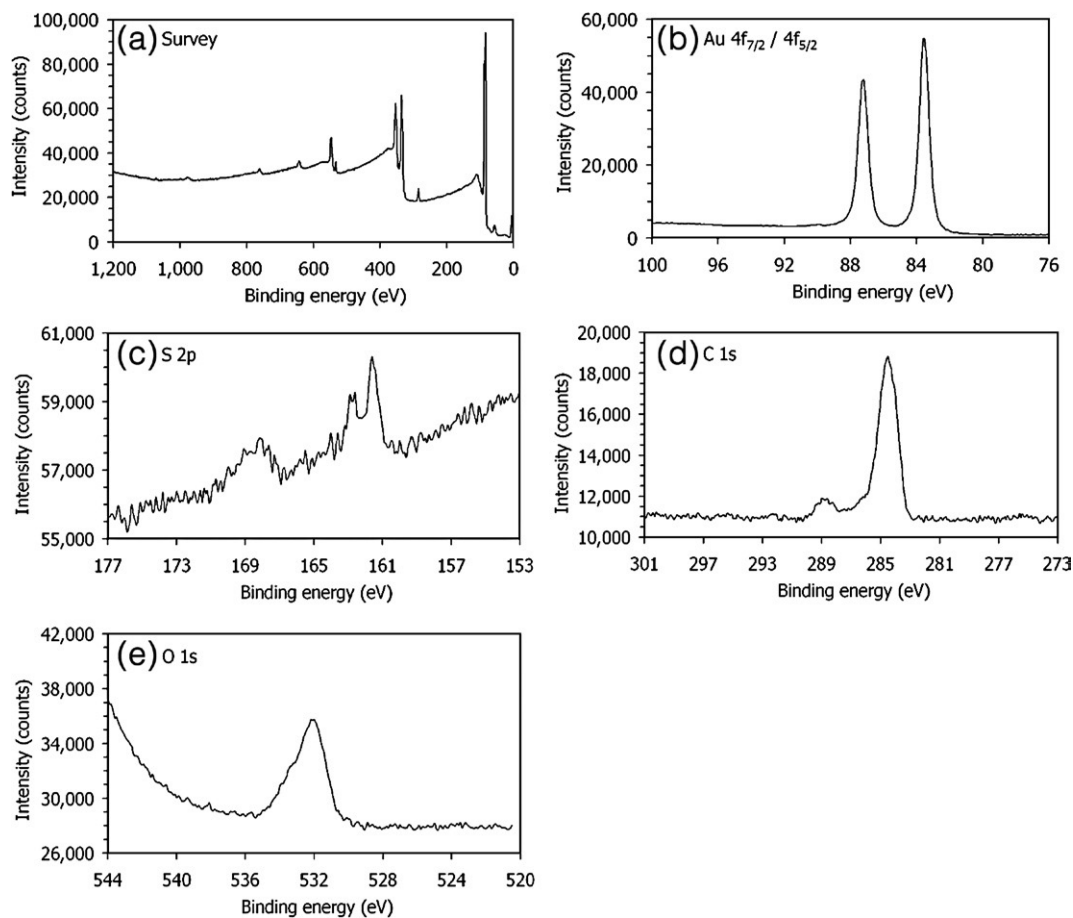 (a) Survey
100,000
80,000
60,000
40,000
20,000
0
Intensity (counts)
1,200 1,000 800 600 400 200 0
Binding energy (eV)
(b) Au 4f7/2 / 4f5/2
60,000
40,000
20,000
0
Intensity (counts)
100 96 92 88 84 80 76
Binding energy (eV)
(c) S 2p
61,000
59,000
57,000
55,000
Intensity (counts)
177 173 169 165 161 157 153
Binding energy (eV)
(d) C 1s
20,000
18,000
16,000
14,000
12,000
10,000
Intensity (counts)
301 297 293 289 285 281 277 273
Binding energy (eV)
(e) O 1s
42,000
38,000
34,000
30,000
26,000
Intensity (counts)
544 540 536 532 528 524 520
Binding energy (eV)